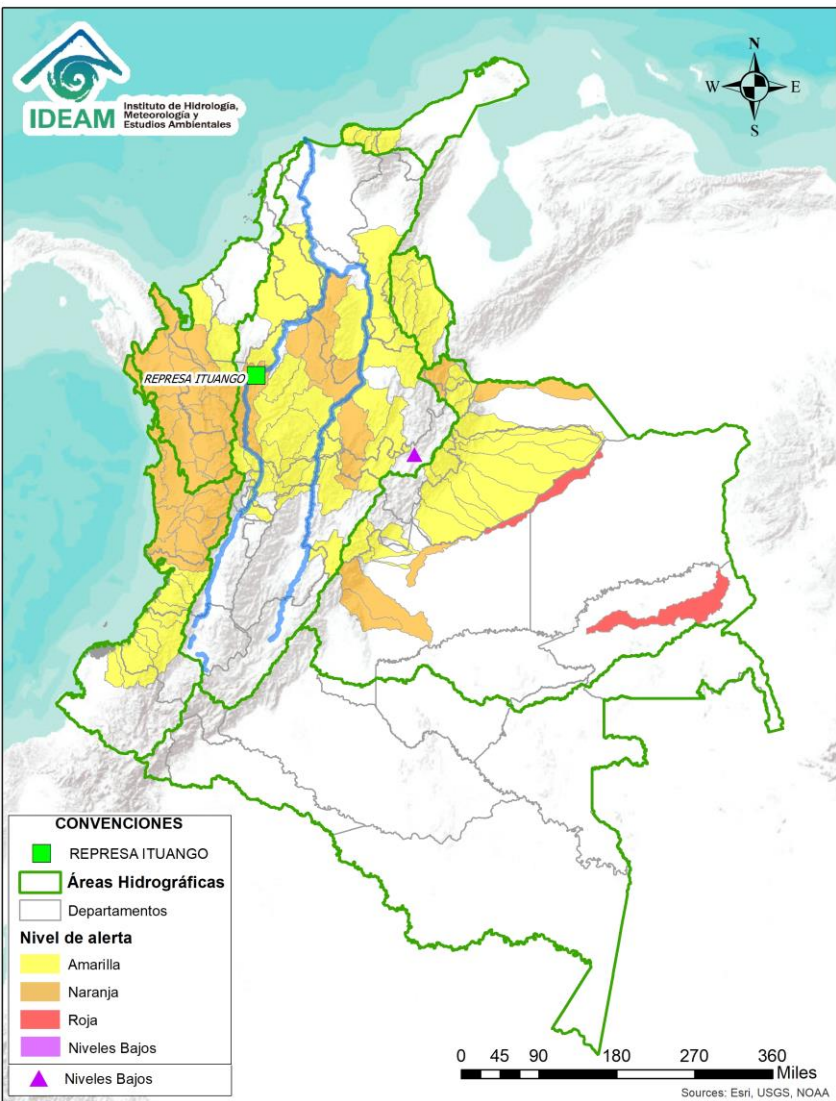 IDEAM
Instituto de Hidrología,
Meteorología y
Estudios Ambientales
N
W
E
S
REPRESA ITUANGO
CONVENCIONES
REPRESA ITUANGO
Áreas Hidrográficas
Departamentos
Nivel de alerta
Amarilla
Naranja
Roja
Niveles Bajos
Niveles Bajos
0 45 90 180 270 360
Miles
Sources: Esri, USGS, NOAA